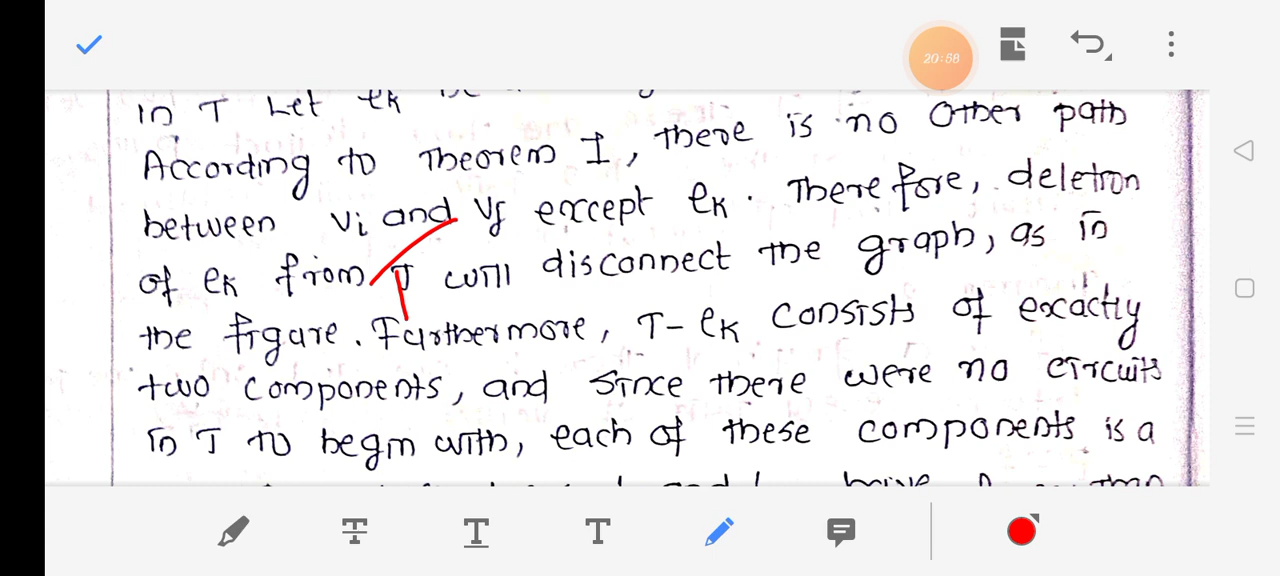 20:58
in T Let ek
According to Theorem I, there is no other path
between vi and vj except ek. Therefore, deletion
of ek from T will disconnect the graph, as in
the figure. Furthermore, T-ek consists of exactly
two components, and since there were no circuits
in T to begin with, each of these components is a